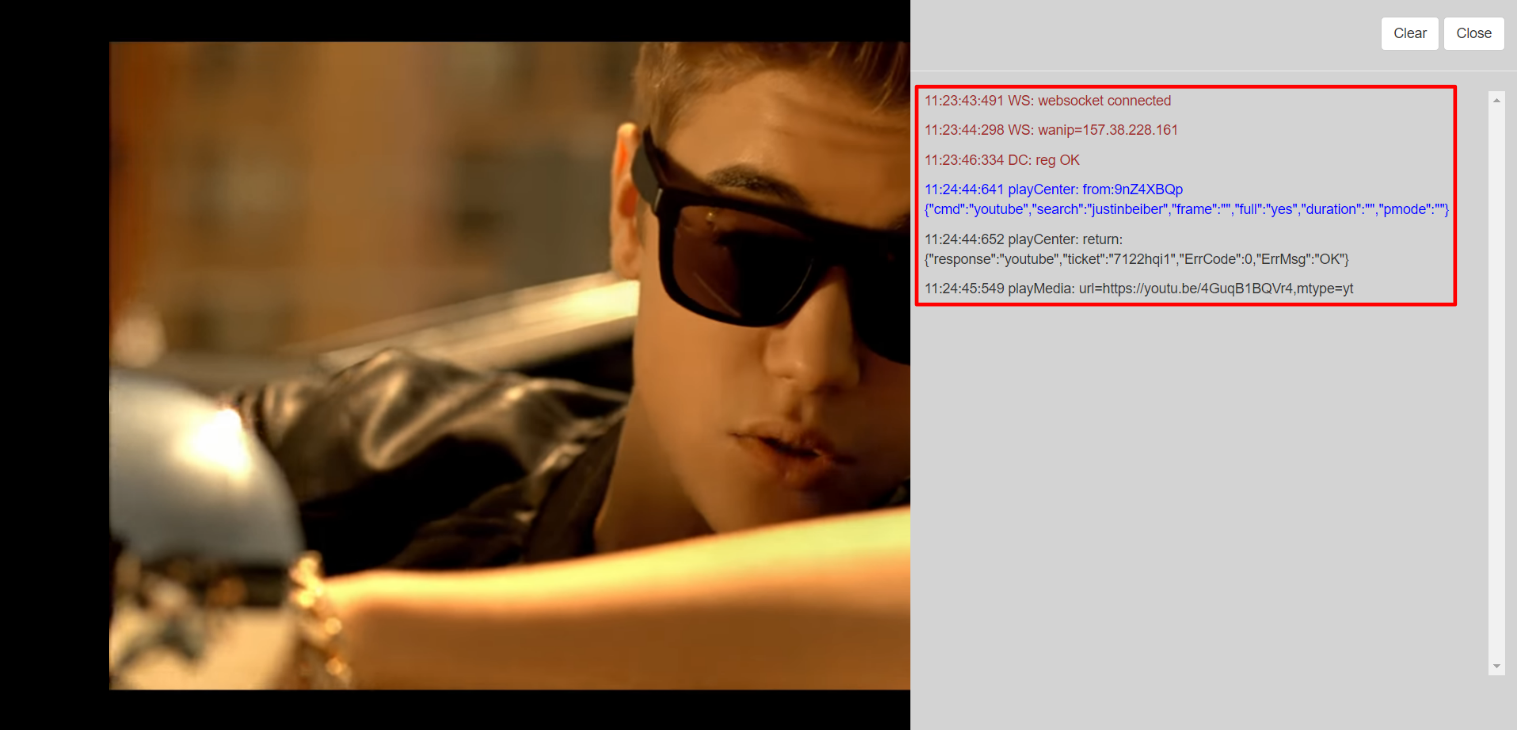 Clear Close
11:23:43:491 WS: websocket connected
11:23:44:298 WS: wanip=157.38.228.161
11:23:46:334 DC: reg OK
11:24:44:641 playCenter: from:9nZ4XBQp
{"cmd":"youtube","search":"justinbeiber","frame":"","full":"yes","duration":"","pmode":""}
11:24:44:652 playCenter: return:
{"response":"youtube","ticket":"7122hqi1","ErrCode":0,"ErrMsg":"OK"}
11:24:45:549 playMedia: url=https://youtu.be/4GuqB1BQVr4,mtype=yt